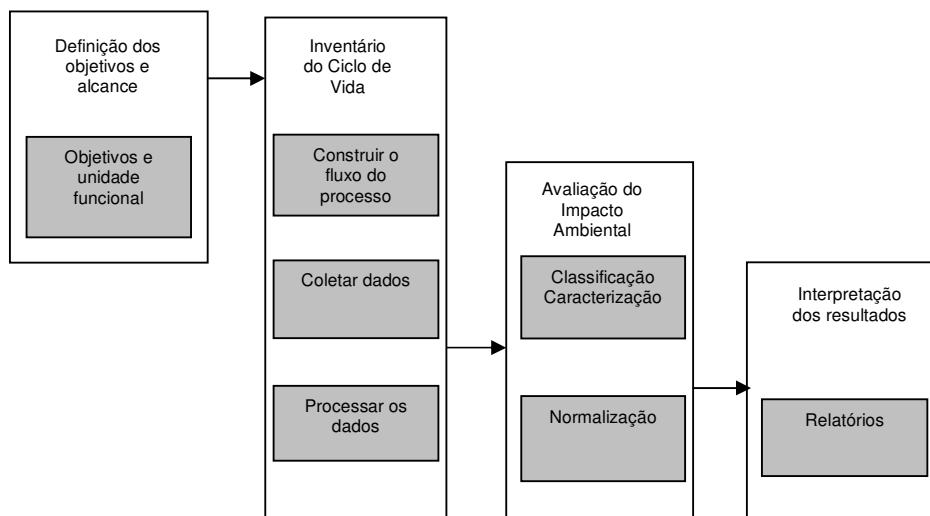 Definição dos
objetivos e
alcance
Objetivos e
unidade
funcional
Inventário
do Ciclo de
Vida
Construir o
fluxo do
processo
Coletar dados
Processar os
dados
Avaliação do
Impacto
Ambiental
Classificação
Caracterização
Normalização
Interpretação
dos resultados
Relatórios